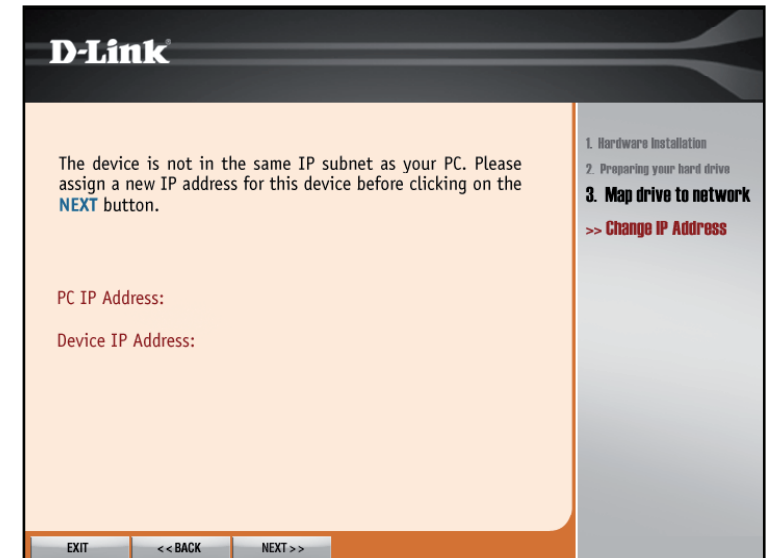 D-Link®
The device is not in the same IP subnet as your PC. Please
assign a new IP address for this device before clicking on the
NEXT button.
PC IP Address:
Device IP Address:
1. Hardware Installation
2. Preparing your hard drive
3. Map drive to network
>> Change IP Address
EXIT
<< BACK
NEXT >>